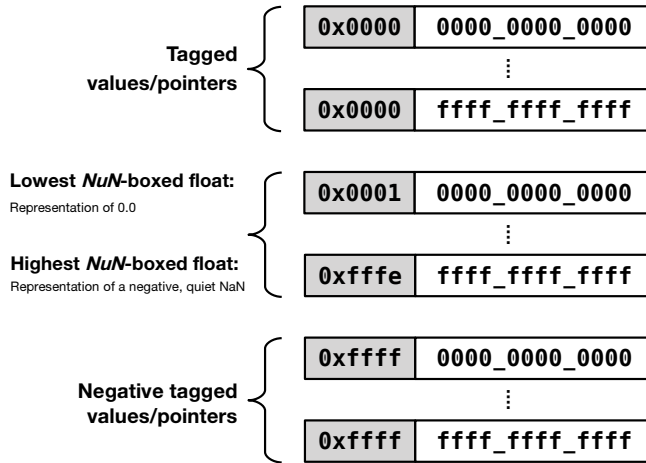 0x0000 0000_0000_0000
Tagged
values/pointers
0x0000 ffff_ffff_ffff
Lowest NuN-boxed float:
0x0001 0000_0000_0000
Representation of 0.0
Highest NuN-boxed float:
0xfffe ffff_ffff_ffff
Representation of a negative, quiet NaN
0xffff 0000_0000_0000
Negative tagged
values/pointers
0xffff ffff_ffff_ffff